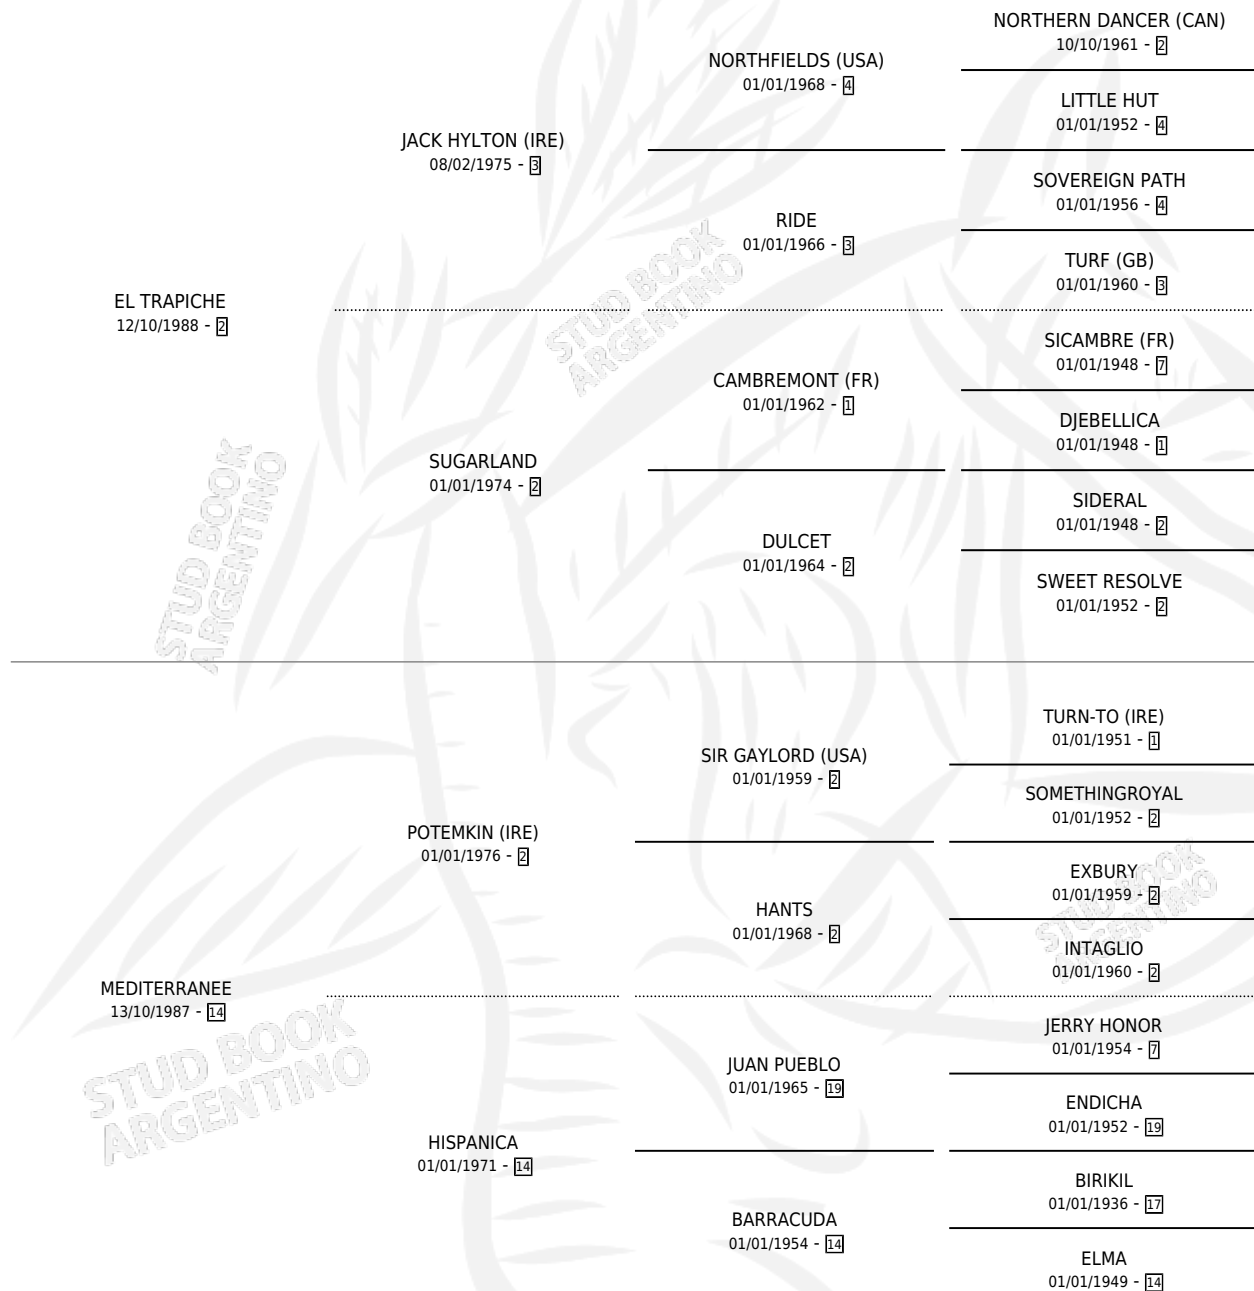 NORTHERN DANCER (CAN)
10/10/1961 - 2
NORTHFIELDS (USA)
01/01/1968 - 4
LITTLE HUT
01/01/1952 - 4
JACK HYLTON (IRE)
08/02/1975 - 3
SOVEREIGN PATH
01/01/1956 - 4
RIDE
01/01/1966 - 3
TURF (GB)
01/01/1960 - 3
EL TRAPICHE
12/10/1988 - 2
SICAMBRE (FR)
01/01/1948 - 7
CAMBREMONT (FR)
01/01/1962 - 1
DJEBELLICA
01/01/1948 - 1
SUGARLAND
01/01/1974 - 2
SIDERAL
01/01/1948 - 2
DULCET
01/01/1964 - 2
SWEET RESOLVE
01/01/1952 - 2
TURN-TO (IRE)
01/01/1951 - 1
SIR GAYLORD (USA)
01/01/1959 - 2
SOMETHINGROYAL
01/01/1952 - 2
POTEMKIN (IRE)
01/01/1976 - 2
EXBURY
01/01/1959 - 2
HANTS
01/01/1968 - 2
INTAGLIO
01/01/1960 - 2
MEDITERRANEE
13/10/1987 - 14
JERRY HONOR
01/01/1954 - 7
JUAN PUEBLO
01/01/1965 - 19
ENDICHA
01/01/1952 - 19
HISPANICA
01/01/1971 - 14
BIRIKIL
01/01/1936 - 17
BARRACUDA
01/01/1954 - 14
ELMA
01/01/1949 - 14
STUD BOOK
ARGENTINO
STUD BOOK
ARGENTINO
STUD BOOK
ARGENTINO
STUD BOOK
ARGENTINO